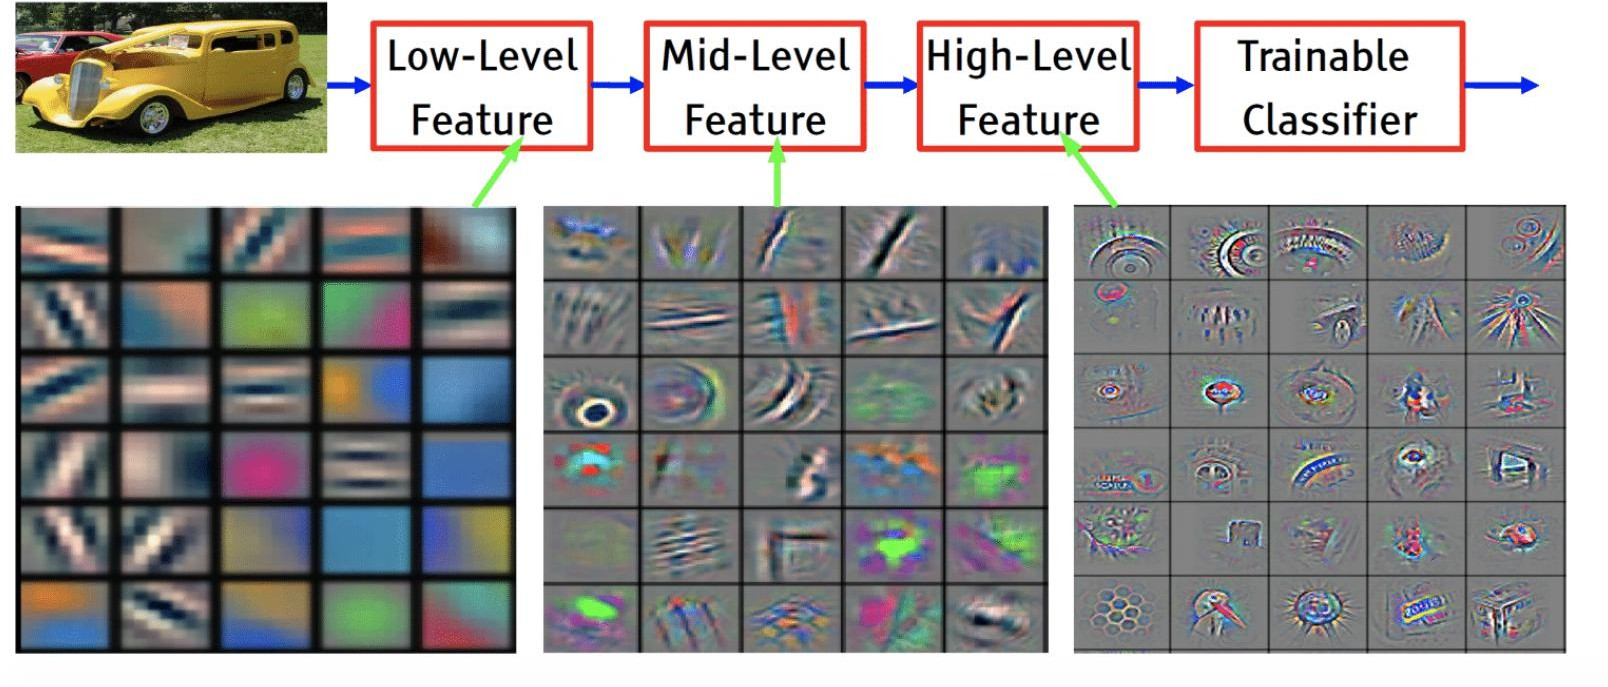 Low-Level
Feature
Mid-Level
Feature
High-Level
Feature
Trainable
Classifier